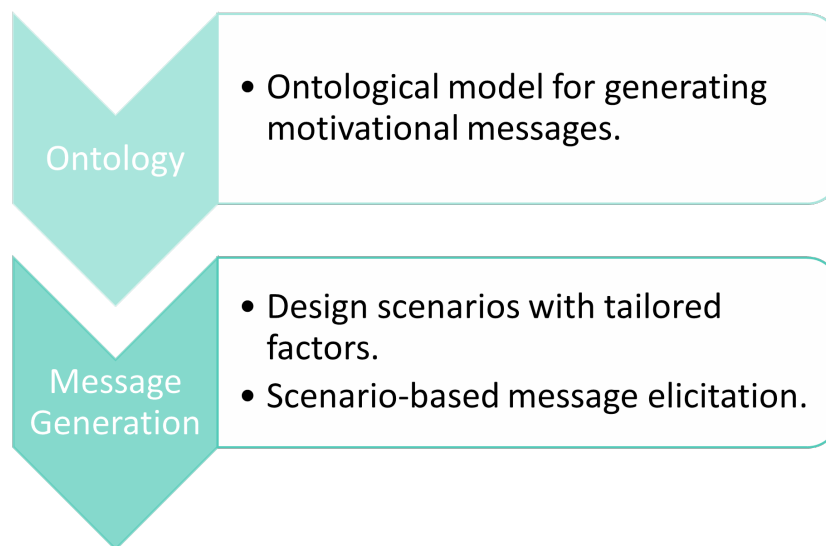 Ontology
• Ontological model for generating
motivational messages.
Message
Generation
• Design scenarios with tailored
factors.
• Scenario-based message elicitation.